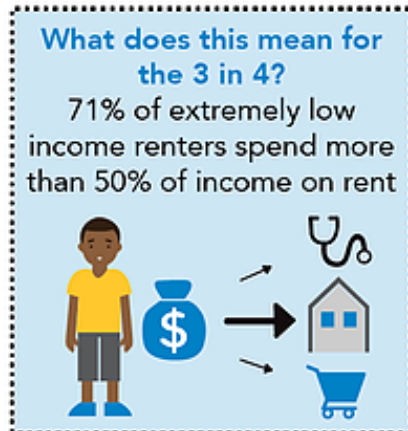 What does this mean for
the 3 in 4?
71% of extremely low
income renters spend more
than 50% of income on rent
$